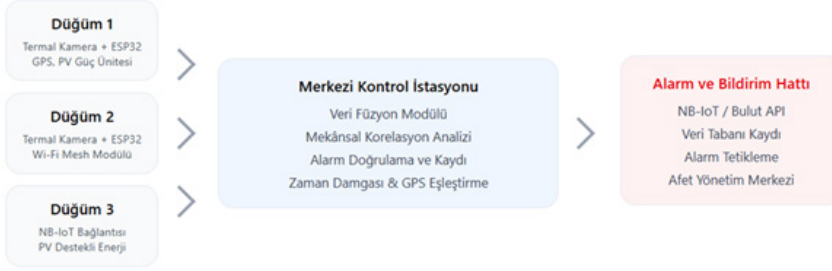 Düğüm 1
Termal Kamera + ESP32
GPS, PV Güç Ünitesi
Düğüm 2
Termal Kamera + ESP32
Wi-Fi Mesh Modülü
Düğüm 3
NB-IoT Bağlantısı
PV Destekli Enerji
Merkezi Kontrol İstasyonu
Veri Füzyon Modülü
Mekânsal Korelasyon Analizi
Alarm Doğrulama ve Kaydı
Zaman Damgası & GPS Eşleştirme
Alarm ve Bildirim Hattı
NB-IoT / Bulut API
Veri Tabanı Kaydı
Alarm Tetikleme
Afet Yönetim Merkezi